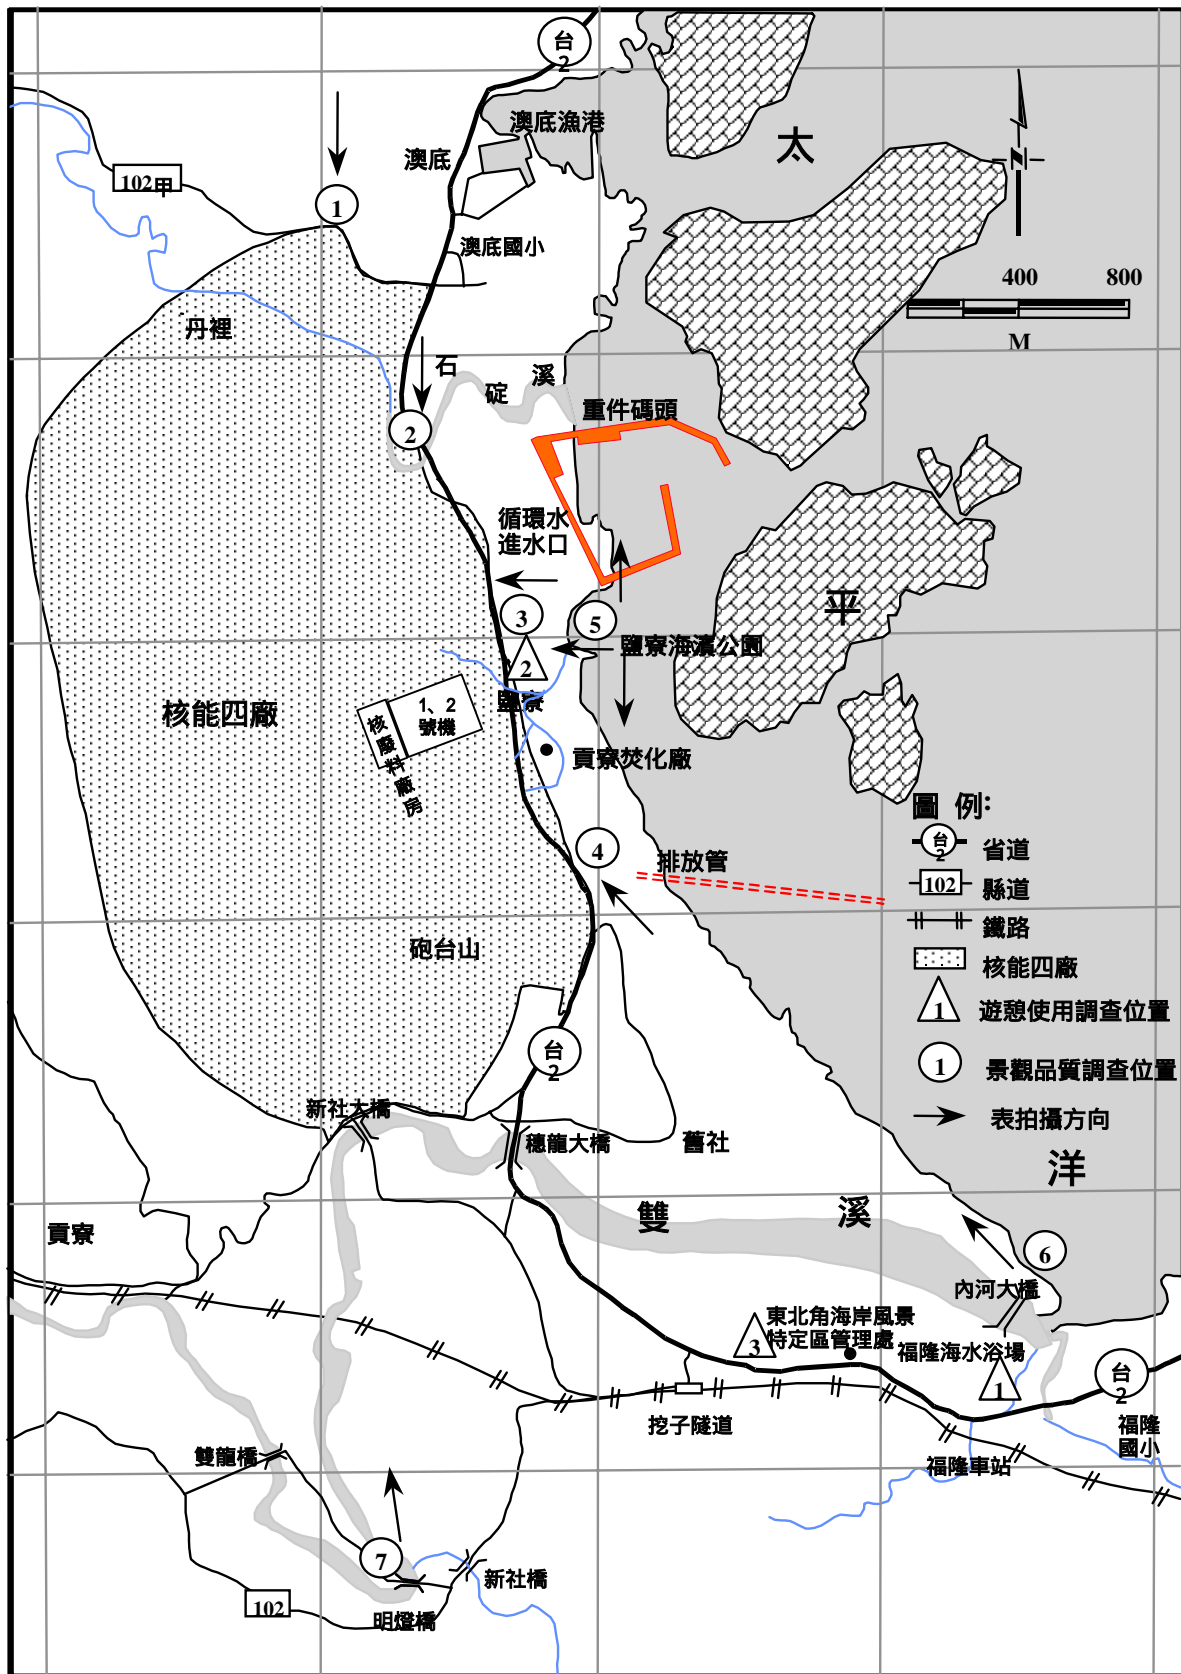 台
2
澳底漁港
太
澳底
102甲
1
澳底國小
400 800
M
丹裡
石
碇
溪
2
重件碼頭
循環水
進水口
平
3
5
鹽寮海濱公園
2
鹽寮
核能四廠
1、2
號機
核廢料廠房
貢寮焚化廠
圖 例:
台
2
省道
4
排放管
102
縣道
鐵路
砲台山
核能四廠
1
遊憩使用調查位置
台
2
1
景觀品質調查位置
新社大橋
表拍攝方向
穗龍大橋
舊社
洋
雙
溪
貢寮
6
內河大橋
東北角海岸風景
特定區管理處
3
福隆海水浴場
1
台
2
挖子隧道
福隆
國小
雙龍橋
福隆車站
7
新社橋
102
明燈橋